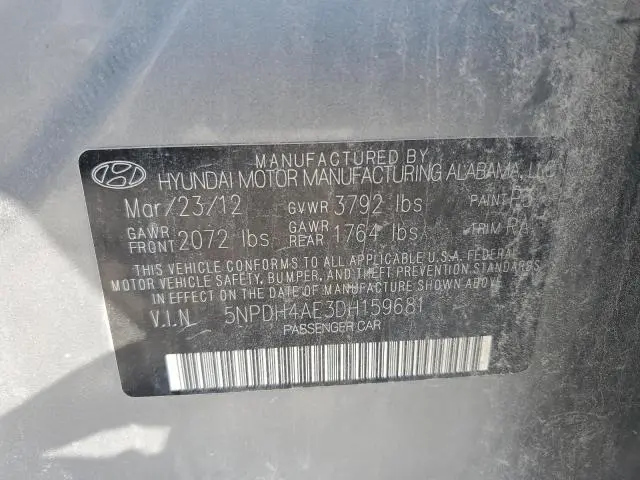 MANUFACTURED BY
HYUNDAI MOTOR MANUFACTURING ALABAMA, LLC
Mar/23/12 GVWR 3792 lbs PAINT
GAWR FRONT 2072 lbs GAWR REAR 1764 lbs TRIM RA
THIS VEHICLE CONFORMS TO ALL APPLICABLE U.S.A. FEDERAL
MOTOR VEHICLE SAFETY, BUMPER, AND THEFT PREVENTION
STANDARDS IN EFFECT ON THE DATE OF MANUFACTURE SHOWN ABOVE.
V.I.N. 5NPDH4AE3DH159681
PASSENGER CAR